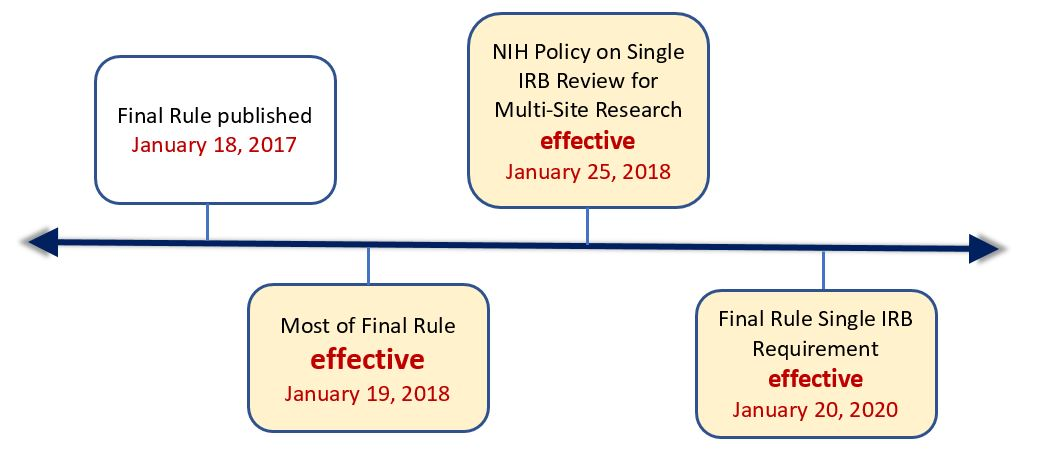 Final Rule published
January 18, 2017
Most of Final Rule
effective
January 19, 2018
NIH Policy on Single
IRB Review for
Multi-Site Research
effective
January 25, 2018
Final Rule Single IRB
Requirement
effective
January 20, 2020